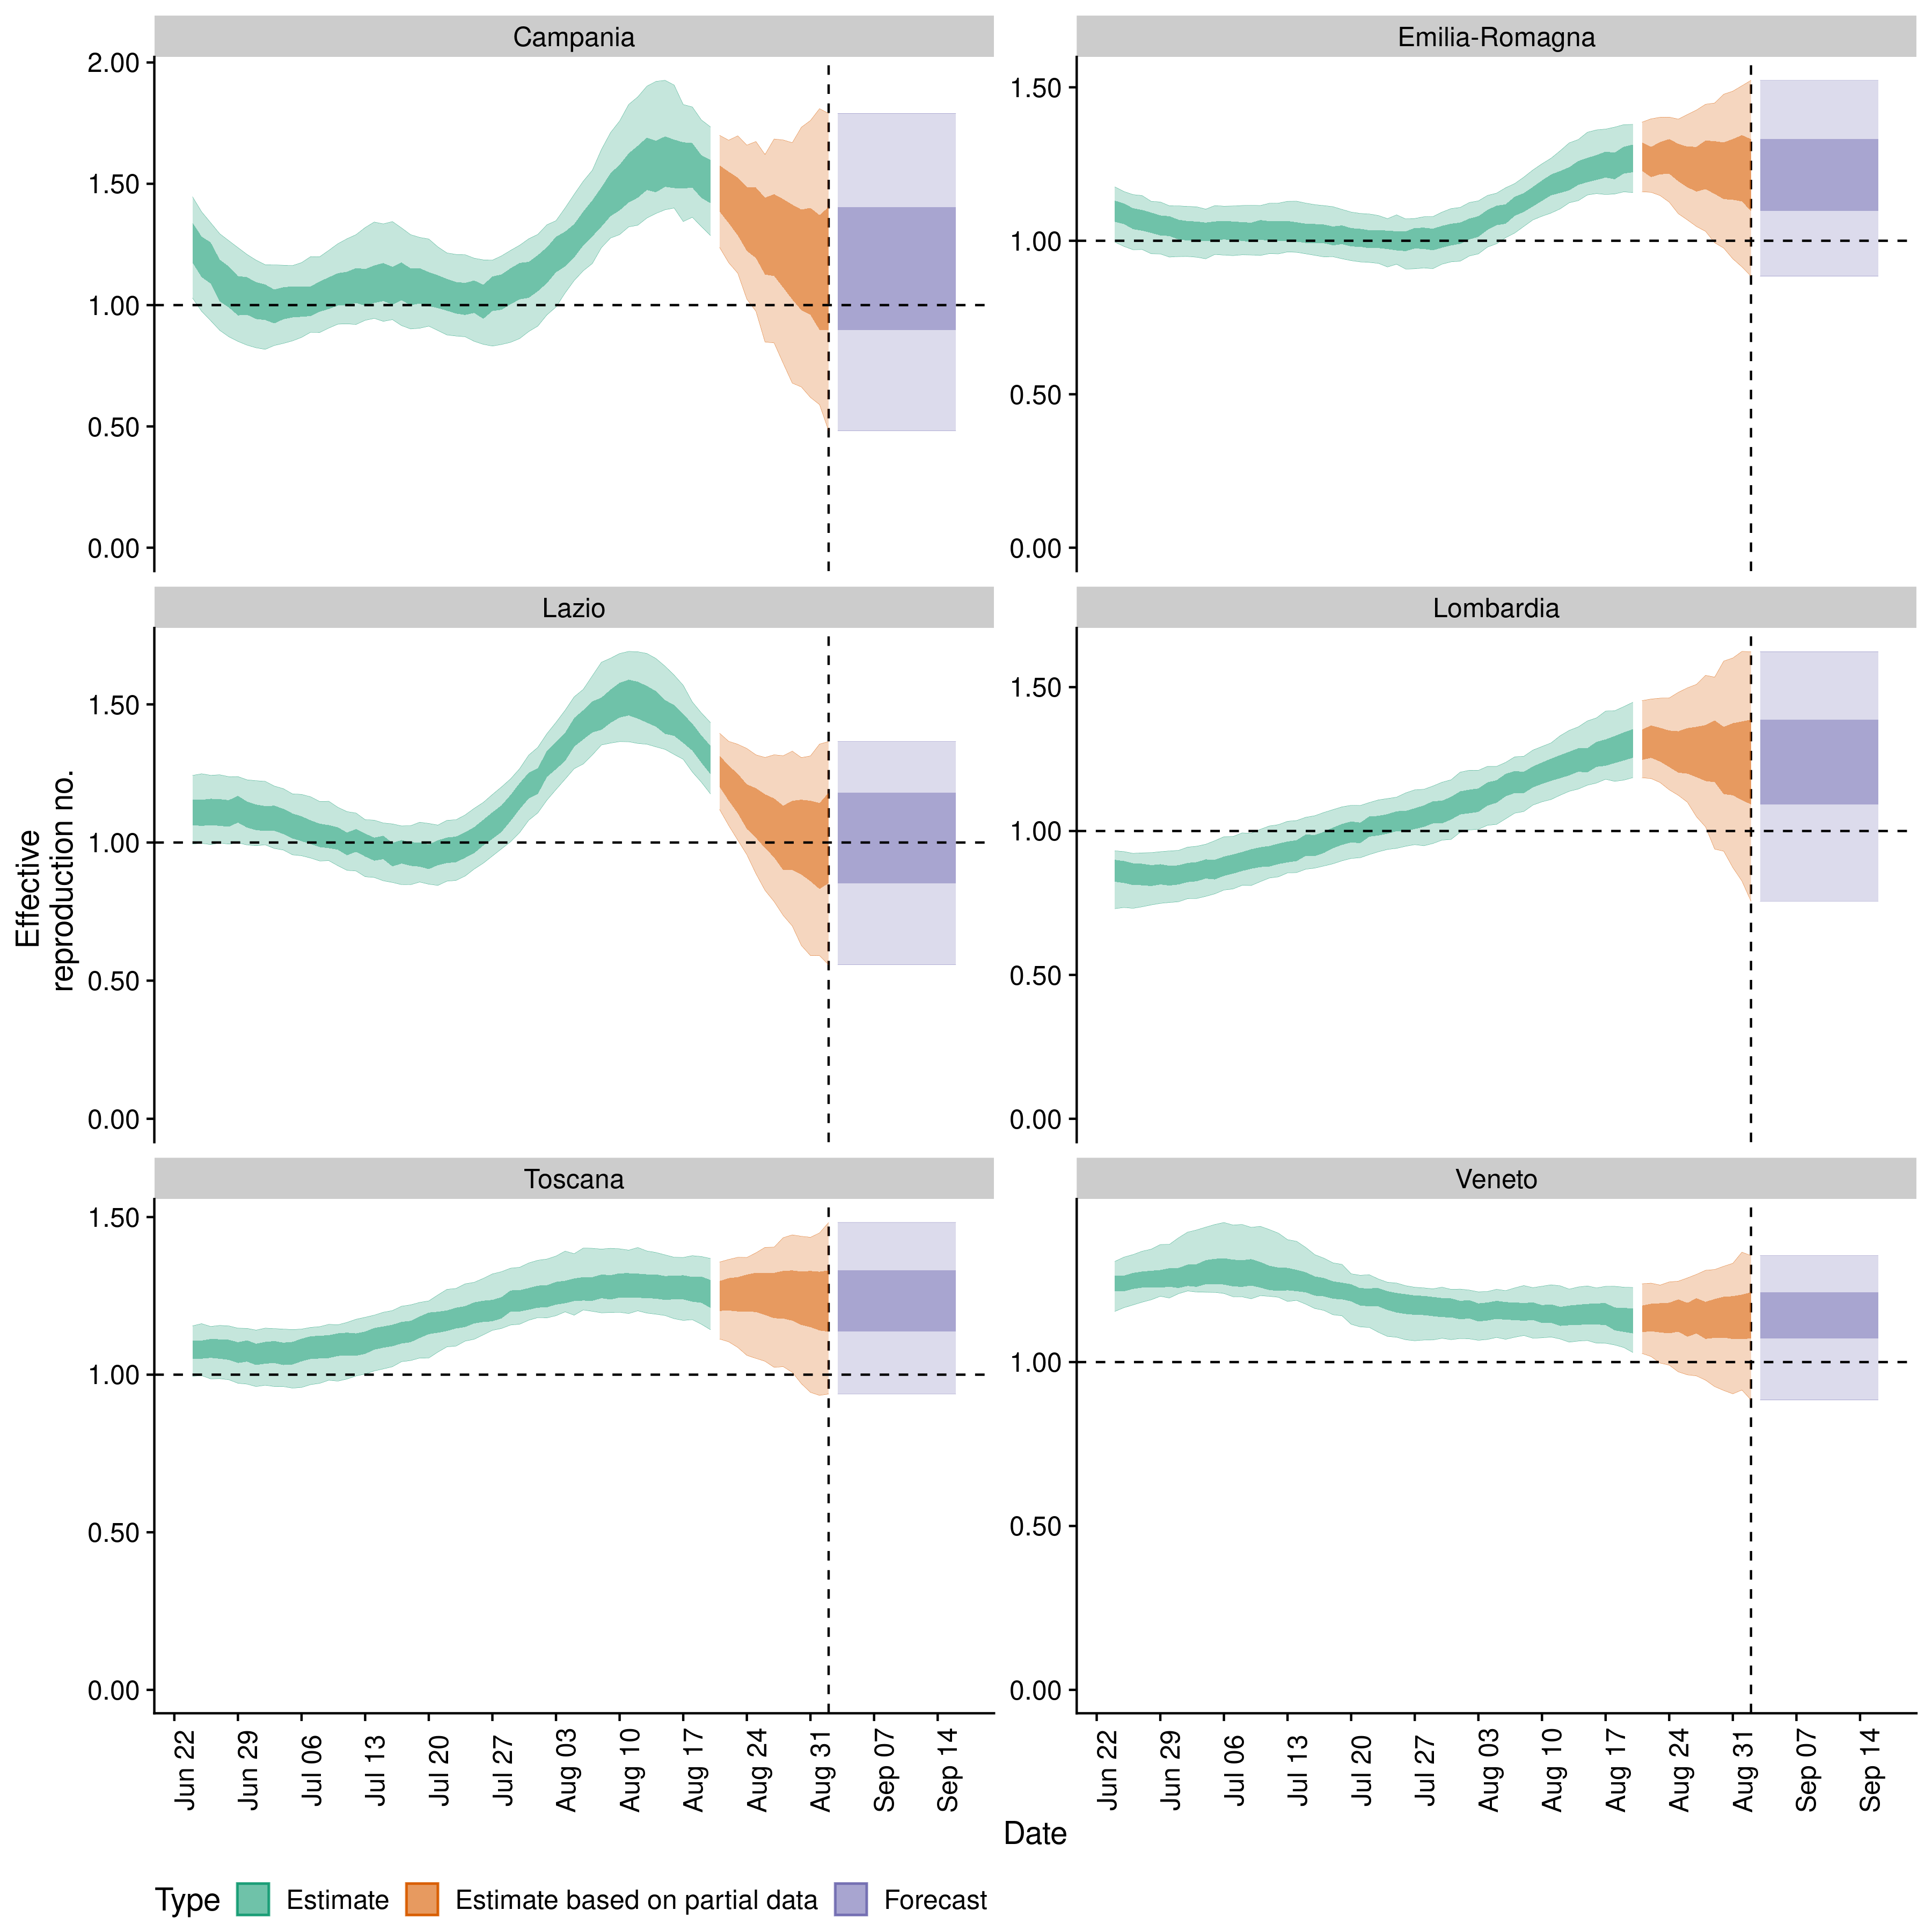 Campania
Emilia-Romagna
2.00
1.50
1.00
0.50
0.00
1.50
1.00
0.50
0.00
Lazio
Lombardia
1.50
1.00
0.50
0.00
1.50
1.00
0.50
0.00
Toscana
Veneto
1.50
1.00
0.50
0.00
1.00
0.50
0.00
Effective
reproduction no.
Jun 22
Jun 29
Jul 06
Jul 13
Jul 20
Jul 27
Aug 03
Aug 10
Aug 17
Aug 24
Aug 31
Sep 07
Sep 14
Jun 22
Jun 29
Jul 06
Jul 13
Jul 20
Jul 27
Aug 03
Aug 10
Aug 17
Aug 24
Aug 31
Sep 07
Sep 14
Date
Type Estimate Estimate based on partial data Forecast